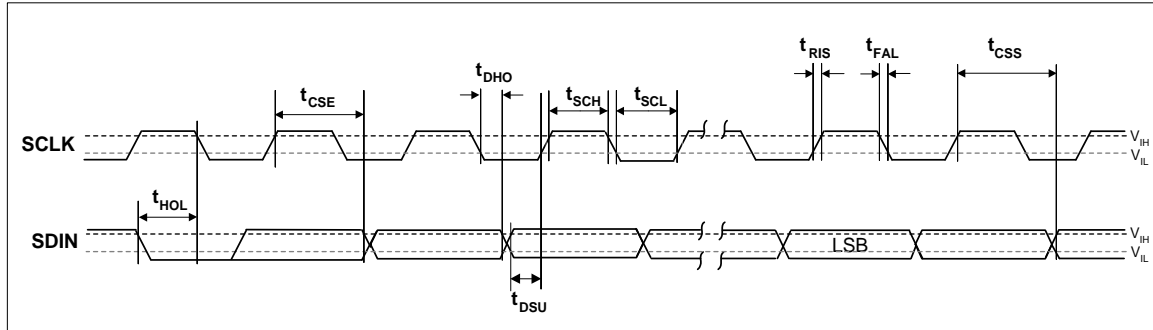 tRIS tFAL tCSS
tDHO
tCSE tSCH tSCL
SCLK VIH
VIL
tHOL
SDIN LSB VIH
VIL
tDSU